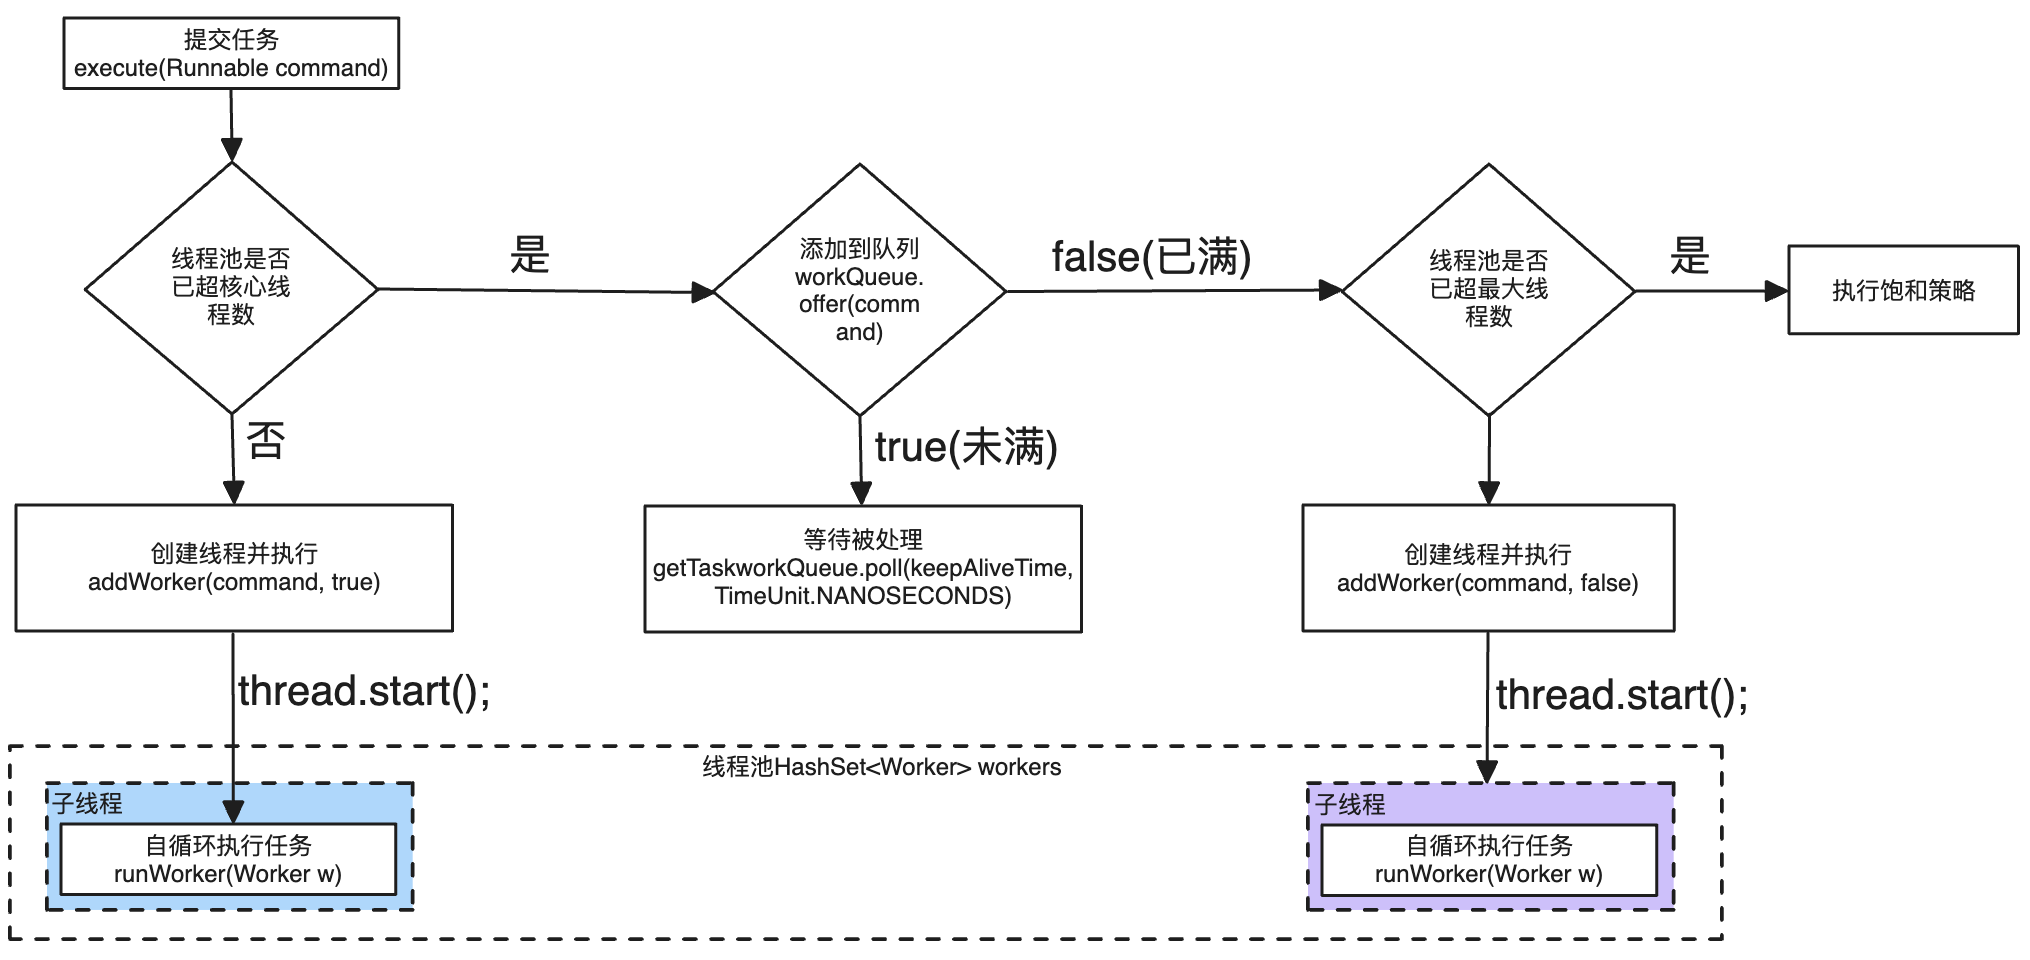 提交任务
execute(Runnable command)
线程池是否
已超核心线
程数
是
添加到队列
workQueue.
offer(comm
and)
false(已满)
线程池是否
已超最大线
程数
是
执行饱和策略
否
true(未满)
创建线程并执行
addWorker(command, true)
等待被处理
getTaskworkQueue.poll(keepAliveTime,
TimeUnit.NANOSECONDS)
创建线程并执行
addWorker(command, false)
thread.start();
thread.start();
线程池HashSet<Worker> workers
子线程
自循环执行任务
runWorker(Worker w)
子线程
自循环执行任务
runWorker(Worker w)